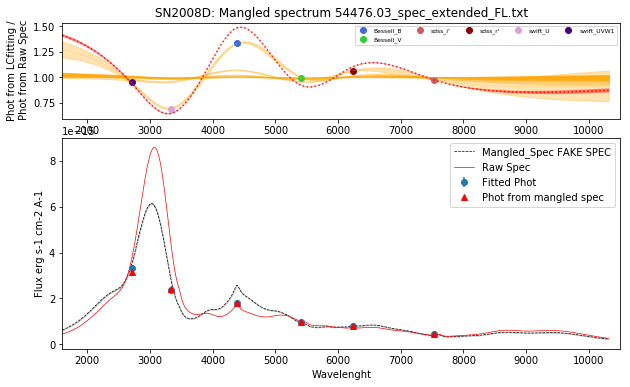 SN2008D: Mangled spectrum 54476.03_spec_extended_FL.txt
Phot from LCfitting /
Phot from Raw Spec
1.50
1.25
1.00
0.75
Bessell_B
Bessell_V
sdss_i'
sdss_r'
swift_U
swift_UVW1
2000 3000 4000 5000 6000 7000 8000 9000 10000
1e−15
Flux erg s-1 cm-2 A-1
8
6
4
2
0
Mangled_Spec FAKE SPEC
Raw Spec
Fitted Phot
Phot from mangled spec
2000 3000 4000 5000 6000 7000 8000 9000 10000
Wavelenght